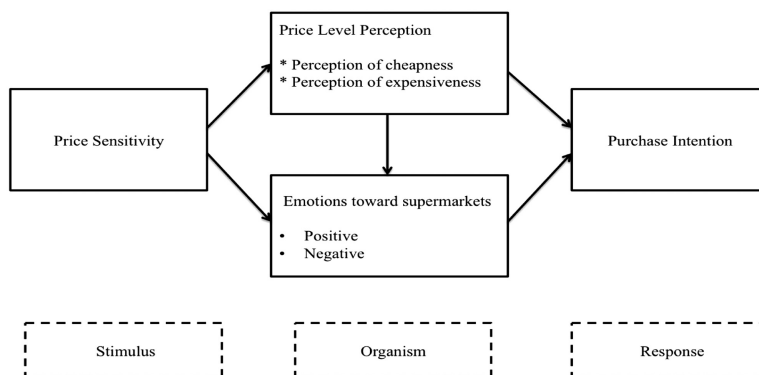 Price Level Perception
* Perception of cheapness
* Perception of expensiveness
Price Sensitivity
Purchase Intention
Emotions toward supermarkets
• Positive
• Negative
Stimulus
Organism
Response